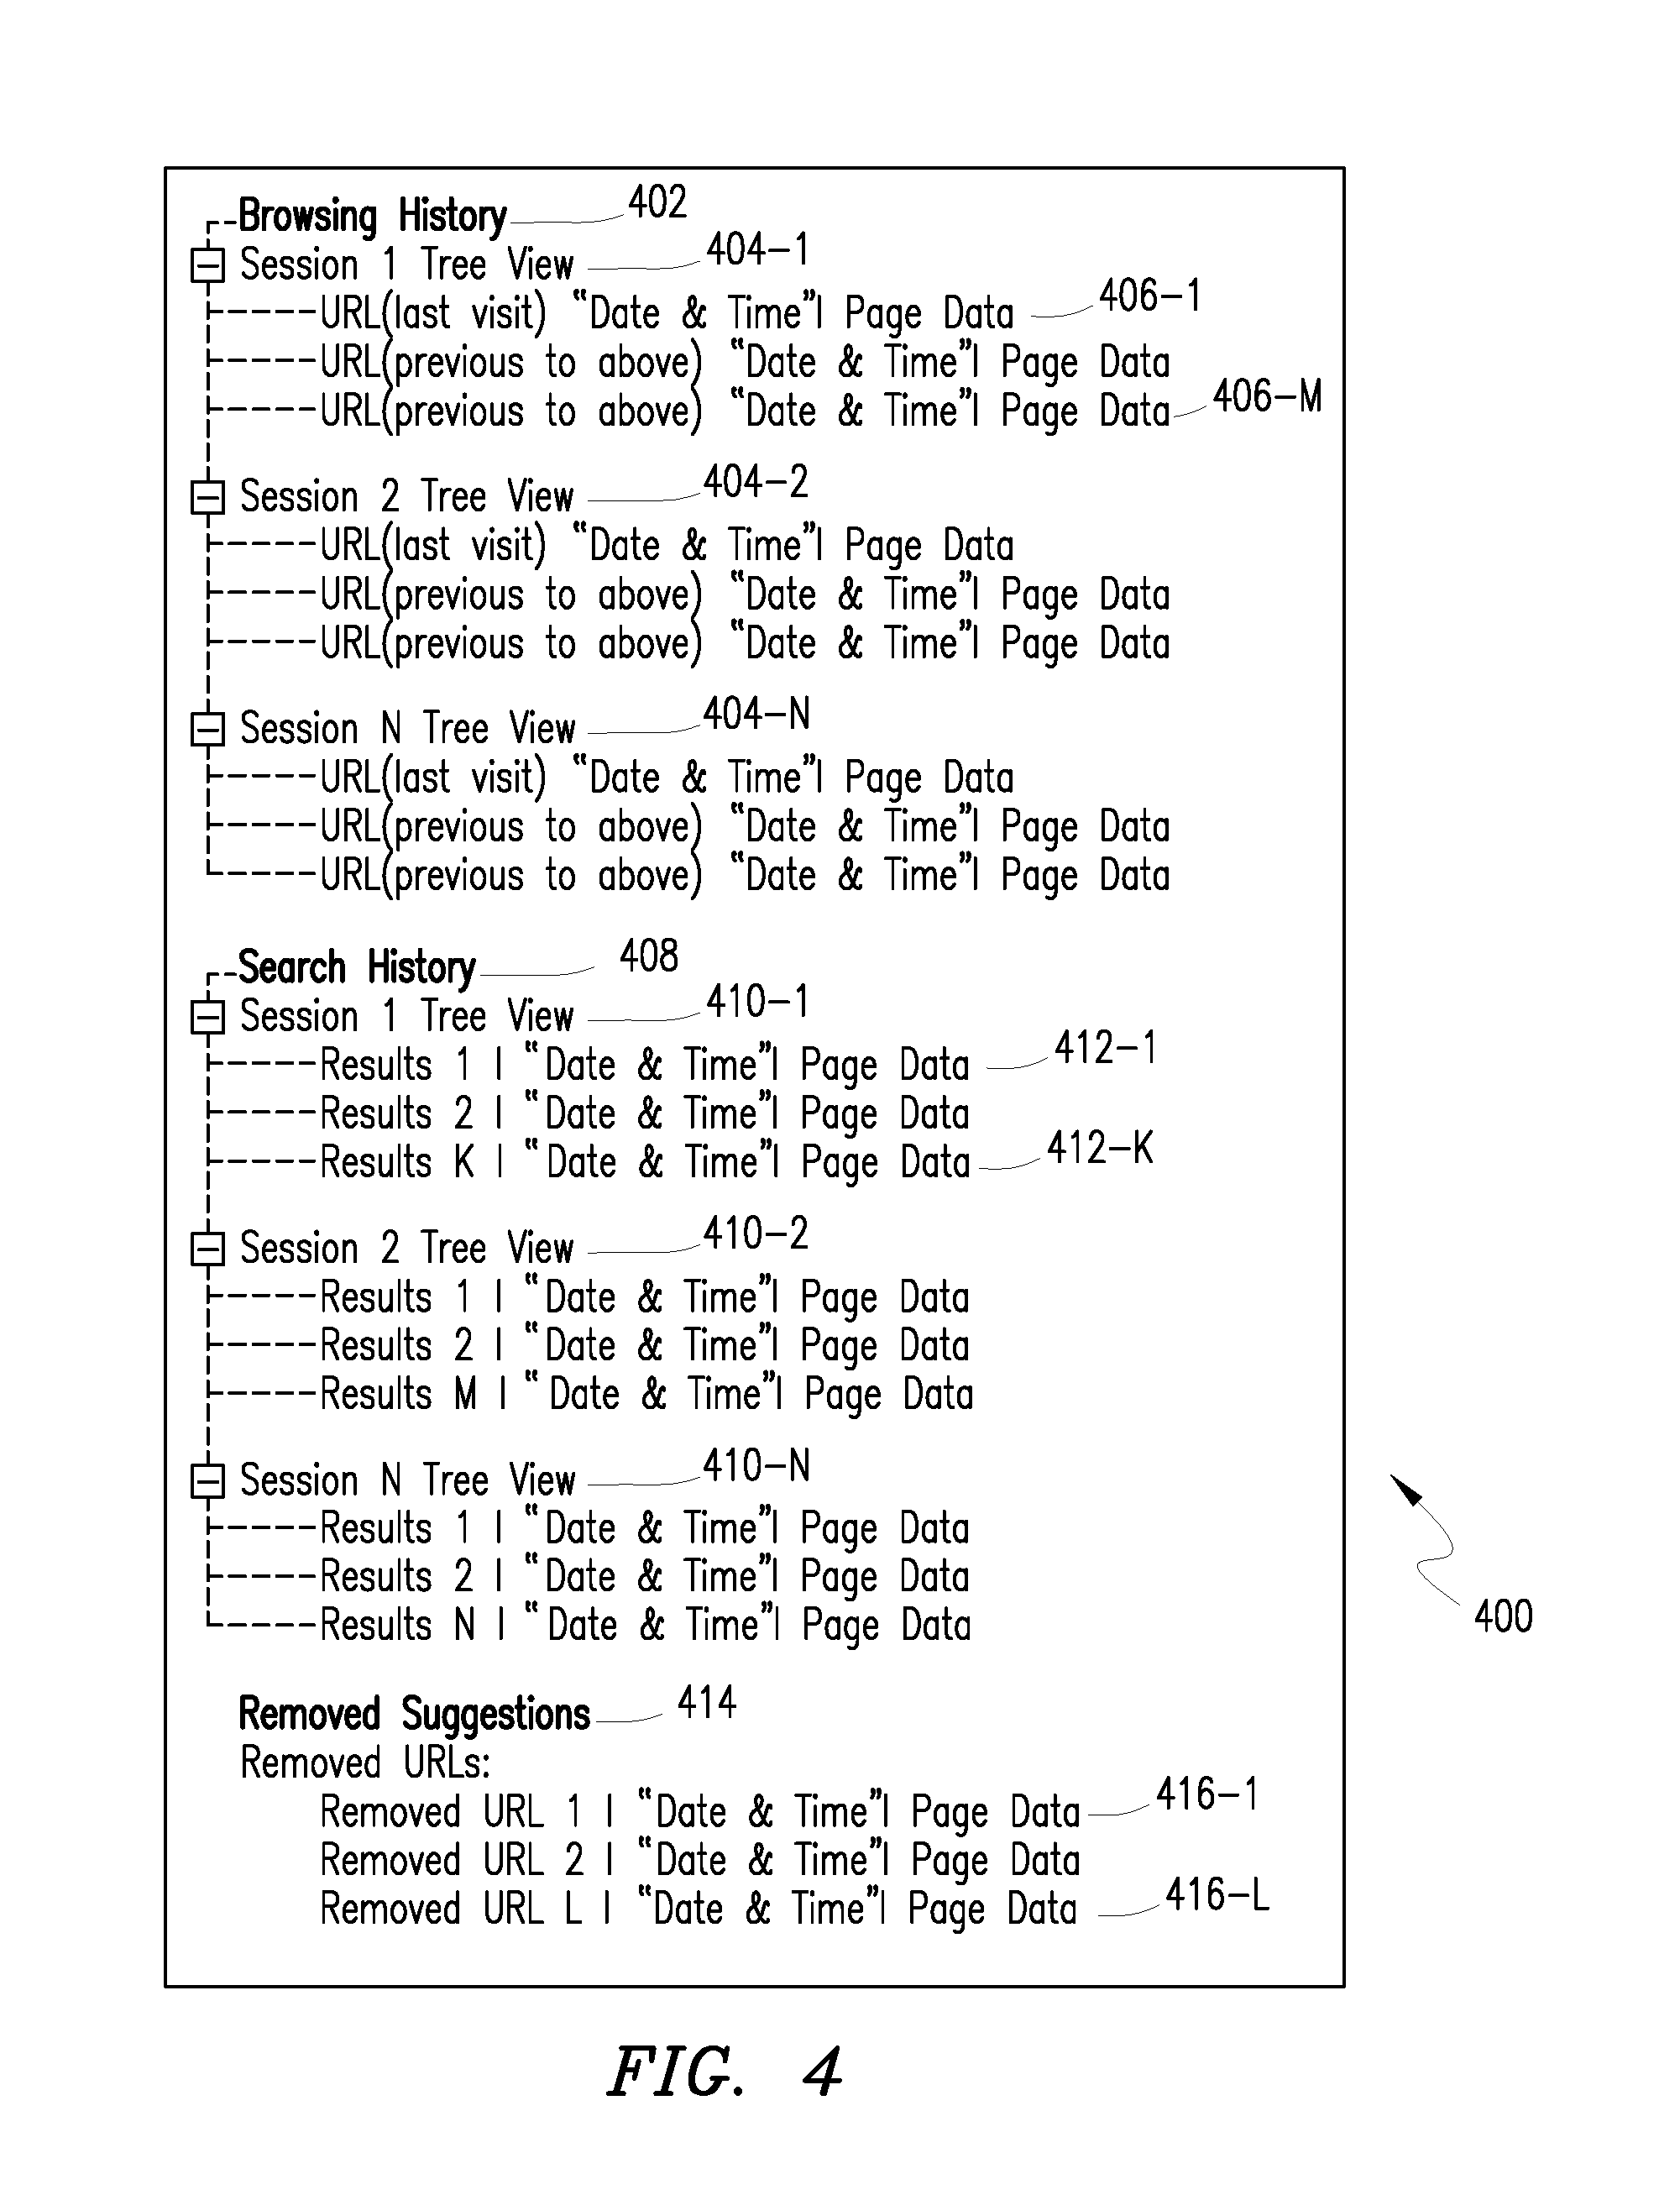 Browsing History 402
Session 1 Tree View 404-1
URL(last visit) “Date & Time”| Page Data 406-1
URL(previous to above) “Date & Time”| Page Data
URL(previous to above) “Date & Time”| Page Data 406-M
Session 2 Tree View 404-2
URL(last visit) “Date & Time”| Page Data
URL(previous to above) “Date & Time”| Page Data
URL(previous to above) “Date & Time”| Page Data
Session N Tree View 404-N
URL(last visit) “Date & Time”| Page Data
URL(previous to above) “Date & Time”| Page Data
URL(previous to above) “Date & Time”| Page Data
Search History 408
Session 1 Tree View 410-1
Results 1 | “Date & Time”| Page Data 412-1
Results 2 | “Date & Time”| Page Data
Results K | “Date & Time”| Page Data 412-K
Session 2 Tree View 410-2
Results 1 | “Date & Time”| Page Data
Results 2 | “Date & Time”| Page Data
Results M | “Date & Time”| Page Data
Session N Tree View 410-N
Results 1 | “Date & Time”| Page Data
Results 2 | “Date & Time”| Page Data
Results N | “Date & Time”| Page Data
400
Removed Suggestions 414
Removed URLs:
Removed URL 1 | “Date & Time”| Page Data 416-1
Removed URL 2 | “Date & Time”| Page Data
Removed URL L | “Date & Time”| Page Data 416-L
FIG. 4